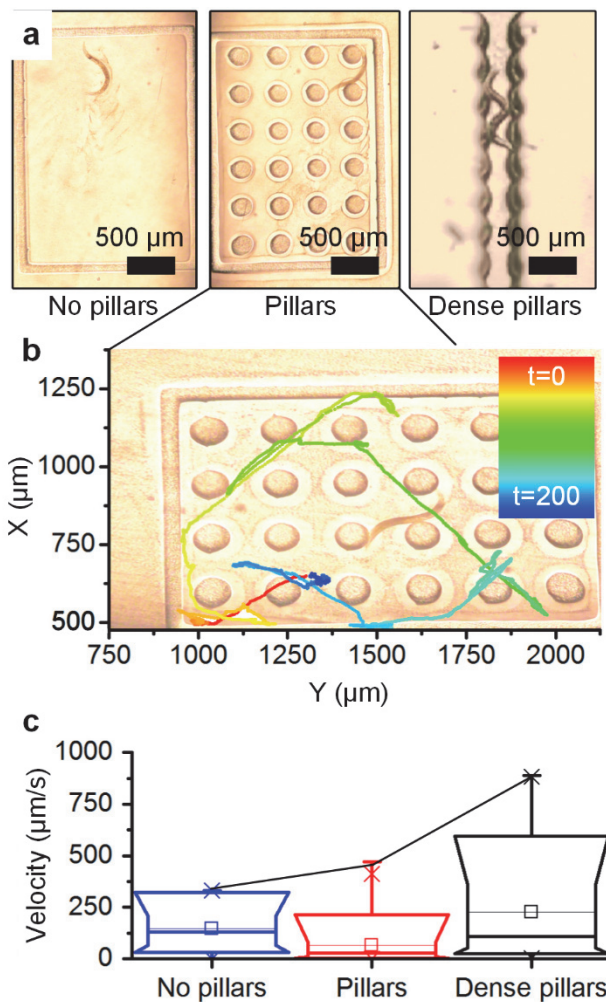 a
500 µm
500 µm
500 µm
No pillars
Pillars
Dense pillars
b
1250
1000
750
500
X (µm)
t=0
t=200
750
1000
1250
1500
1750
2000
Y (µm)
c
1000
750
500
250
0
Velocity (µm/s)
No pillars
Pillars
Dense pillars